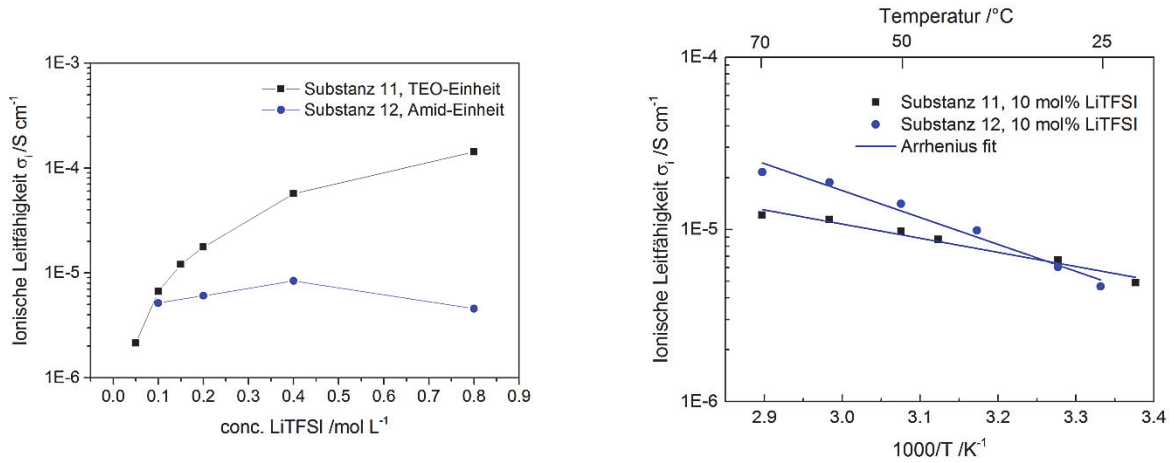 1E-3
1E-4
1E-5
1E-6
Ionische Leitfähigkeit σi /S cm-1
Substanz 11, TEO-Einheit
Substanz 12, Amid-Einheit
0.0 0.1 0.2 0.3 0.4 0.5 0.6 0.7 0.8 0.9
conc. LiTFSI /mol L-1
Temperatur /°C
70 50 25
1E-4
1E-5
1E-6
Ionische Leitfähigkeit σi /S cm-1
Substanz 11, 10 mol% LiTFSI
Substanz 12, 10 mol% LiTFSI
Arrhenius fit
2.9 3.0 3.1 3.2 3.3 3.4
1000/T /K-1